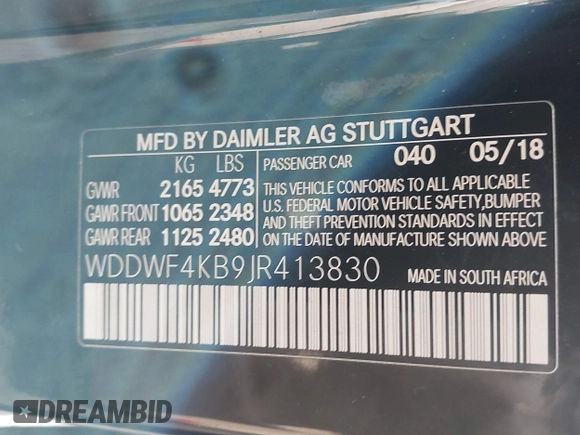 MFD BY DAIMLER AG STUTTGART
KG LBS PASSENGER CAR 040 05/18
GVWR 2165 4773 THIS VEHICLE CONFORMS TO ALL APPLICABLE
GAWR FRONT 1065 2348 U.S. FEDERAL MOTOR VEHICLE SAFETY, BUMPER
GAWR REAR 1125 2480 AND THEFT PREVENTION STANDARDS IN EFFECT
ON THE DATE OF MANUFACTURE SHOWN ABOVE.
WDDWF4KB9JR413830 MADE IN SOUTH AFRICA
DREAMBID